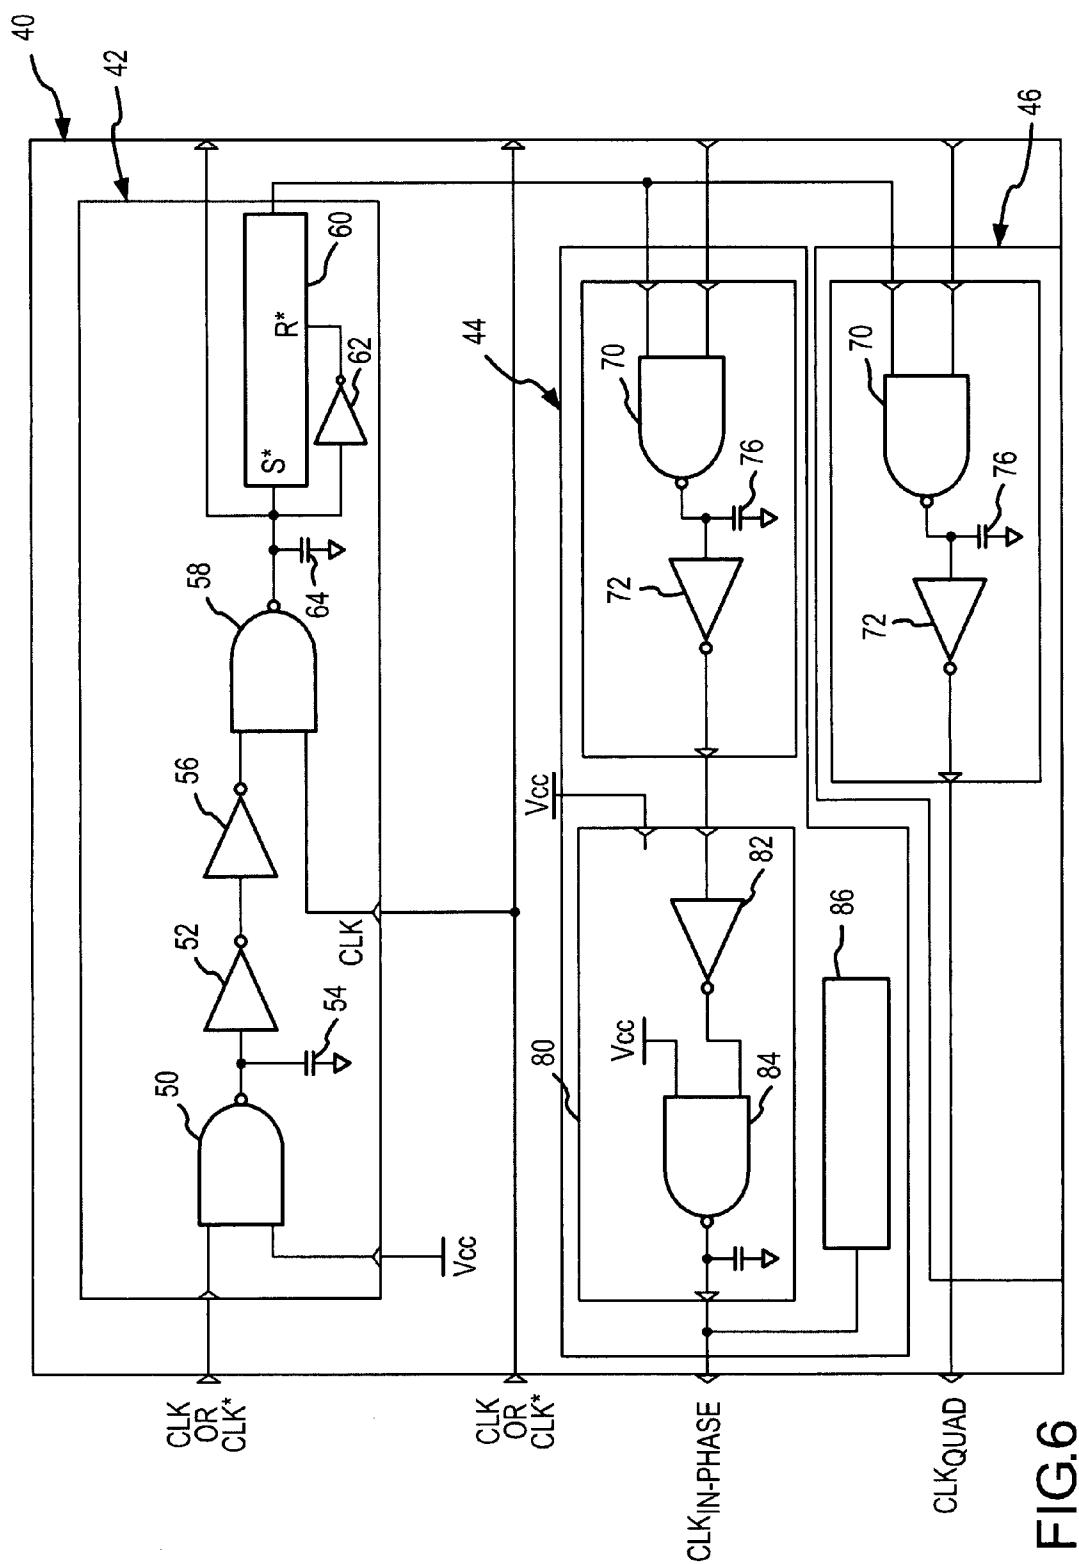 40
42
CLK
OR
CLK*
50
54
52
56
58
64
S*
R*
60
62
Vcc
CLK
CLK
OR
CLK*
44
46
80
Vcc
84
82
Vcc
72
76
70
86
72
76
70
CLKIN-PHASE
CLKQUAD
FIG.6